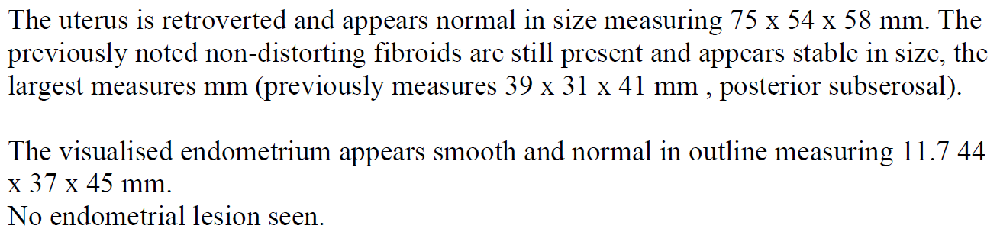 The uterus is retroverted and appears normal in size measuring 75 x 54 x 58 mm. The
previously noted non-distorting fibroids are still present and appears stable in size, the
largest measures mm (previously measures 39 x 31 x 41 mm , posterior subserosal).
The visualised endometrium appears smooth and normal in outline measuring 11.7 44
x 37 x 45 mm.
No endometrial lesion seen.